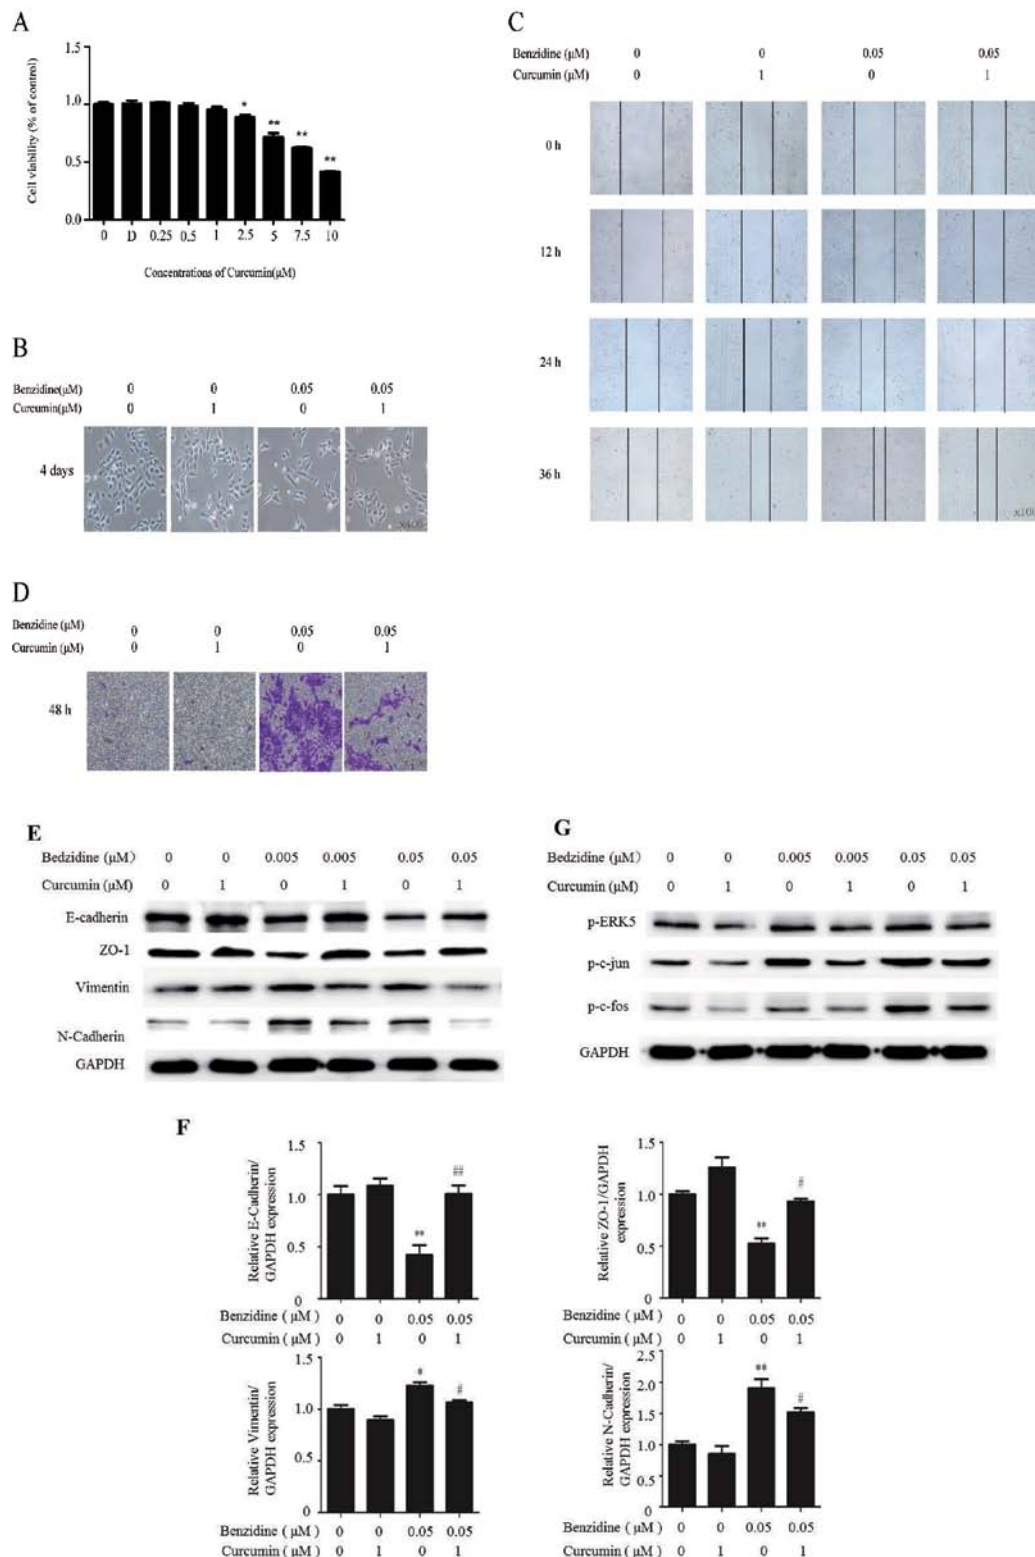 A
1.5
1.0
0.5
0.0
Cell viability (% of control)
*
**
**
**
0 D 0.25 0.5 1 2.5 5 7.5 10
Concentrations of Curcumin(μM)
B
Benzidine(μM) 0 0 0.05 0.05
Curcumin(μM) 0 1 0 1
4 days
x100
C
Benzidine (μM) 0 0 0.05 0.05
Curcumin (μM) 0 1 0 1
0 h
12 h
24 h
36 h
x100
D
Benzidine (μM) 0 0 0.05 0.05
Curcumin (μM) 0 1 0 1
48 h
E
Bedzidine (μM) 0 0 0.005 0.005 0.05 0.05
Curcumin (μM) 0 1 0 1 0 1
E-cadherin
ZO-1
Vimentin
N-Cadherin
GAPDH
G
Bedzidine (μM) 0 0 0.005 0.005 0.05 0.05
Curcumin (μM) 0 1 0 1 0 1
p-ERK5
p-c-jun
p-c-fos
GAPDH
F
Relative E-Cadherin/
GAPDH expression
1.5
1.0
0.5
0
**
##
Benzidine ( μM ) 0 0 0.05 0.05
Curcumin ( μM ) 0 1 0 1
Relative ZO-1/GAPDH
expression
1.5
1.0
0.5
0
**
#
Benzidine ( μM ) 0 0 0.05 0.05
Curcumin ( μM ) 0 1 0 1
Relative Vimentin/
GAPDH expression
1.5
1.0
0.5
0
*
#
Benzidine ( μM ) 0 0 0.05 0.05
Curcumin ( μM ) 0 1 0 1
Relative N-Cadherin/
GAPDH expression
2.5
2.0
1.5
1.0
0.5
0
**
#
Benzidine ( μM ) 0 0 0.05 0.05
Curcumin ( μM ) 0 1 0 1